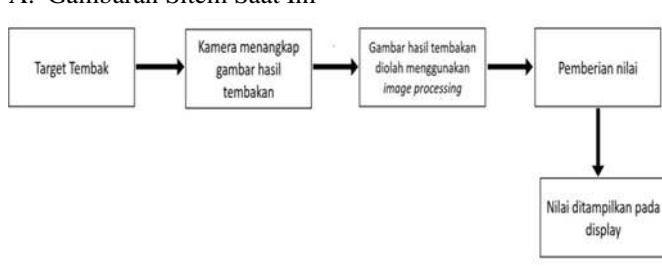 A. Gambaran Sitem Saat Ini
Target Tembak
Kamera menangkap
gambar hasil
tembakan
Gambar hasil tembakan
diolah menggunakan
image processing
Pemberian nilai
Nilai ditampilkan pada
display